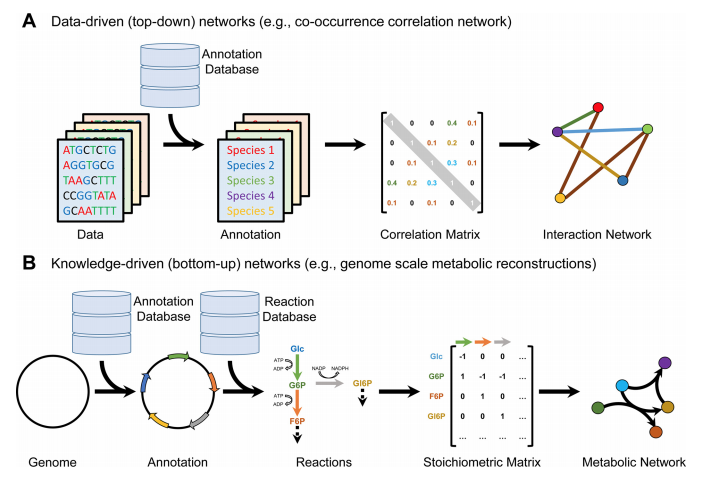 A Data-driven (top-down) networks (e.g., co-occurrence correlation network)
Annotation
Database
ATGCTCTG
AGGTGCG
TAAGCTTT
CCGGTATA
GCAATTTT
Species 1
Species 2
Species 3
Species 4
Species 5
1 0 0 0.4 0.1
0 1 0.1 0.2 0
0 0.1 1 0.3 0.1
0.4 0.2 0.3 1 0
0.1 0 0.1 0 1
Data
Annotation
Correlation Matrix
Interaction Network
B Knowledge-driven (bottom-up) networks (e.g., genome scale metabolic reconstructions)
Annotation
Database
Reaction
Database
Glc
ATP
ADP
G6P
NADP NADPH
Gl6P
ATP
ADP
F6P
Glc -1 0 0 ...
G6P 1 -1 -1 ...
F6P 0 1 0 ...
Gl6P 0 0 1 ...
... ... ... ...
Genome
Annotation
Reactions
Stoichiometric Matrix
Metabolic Network